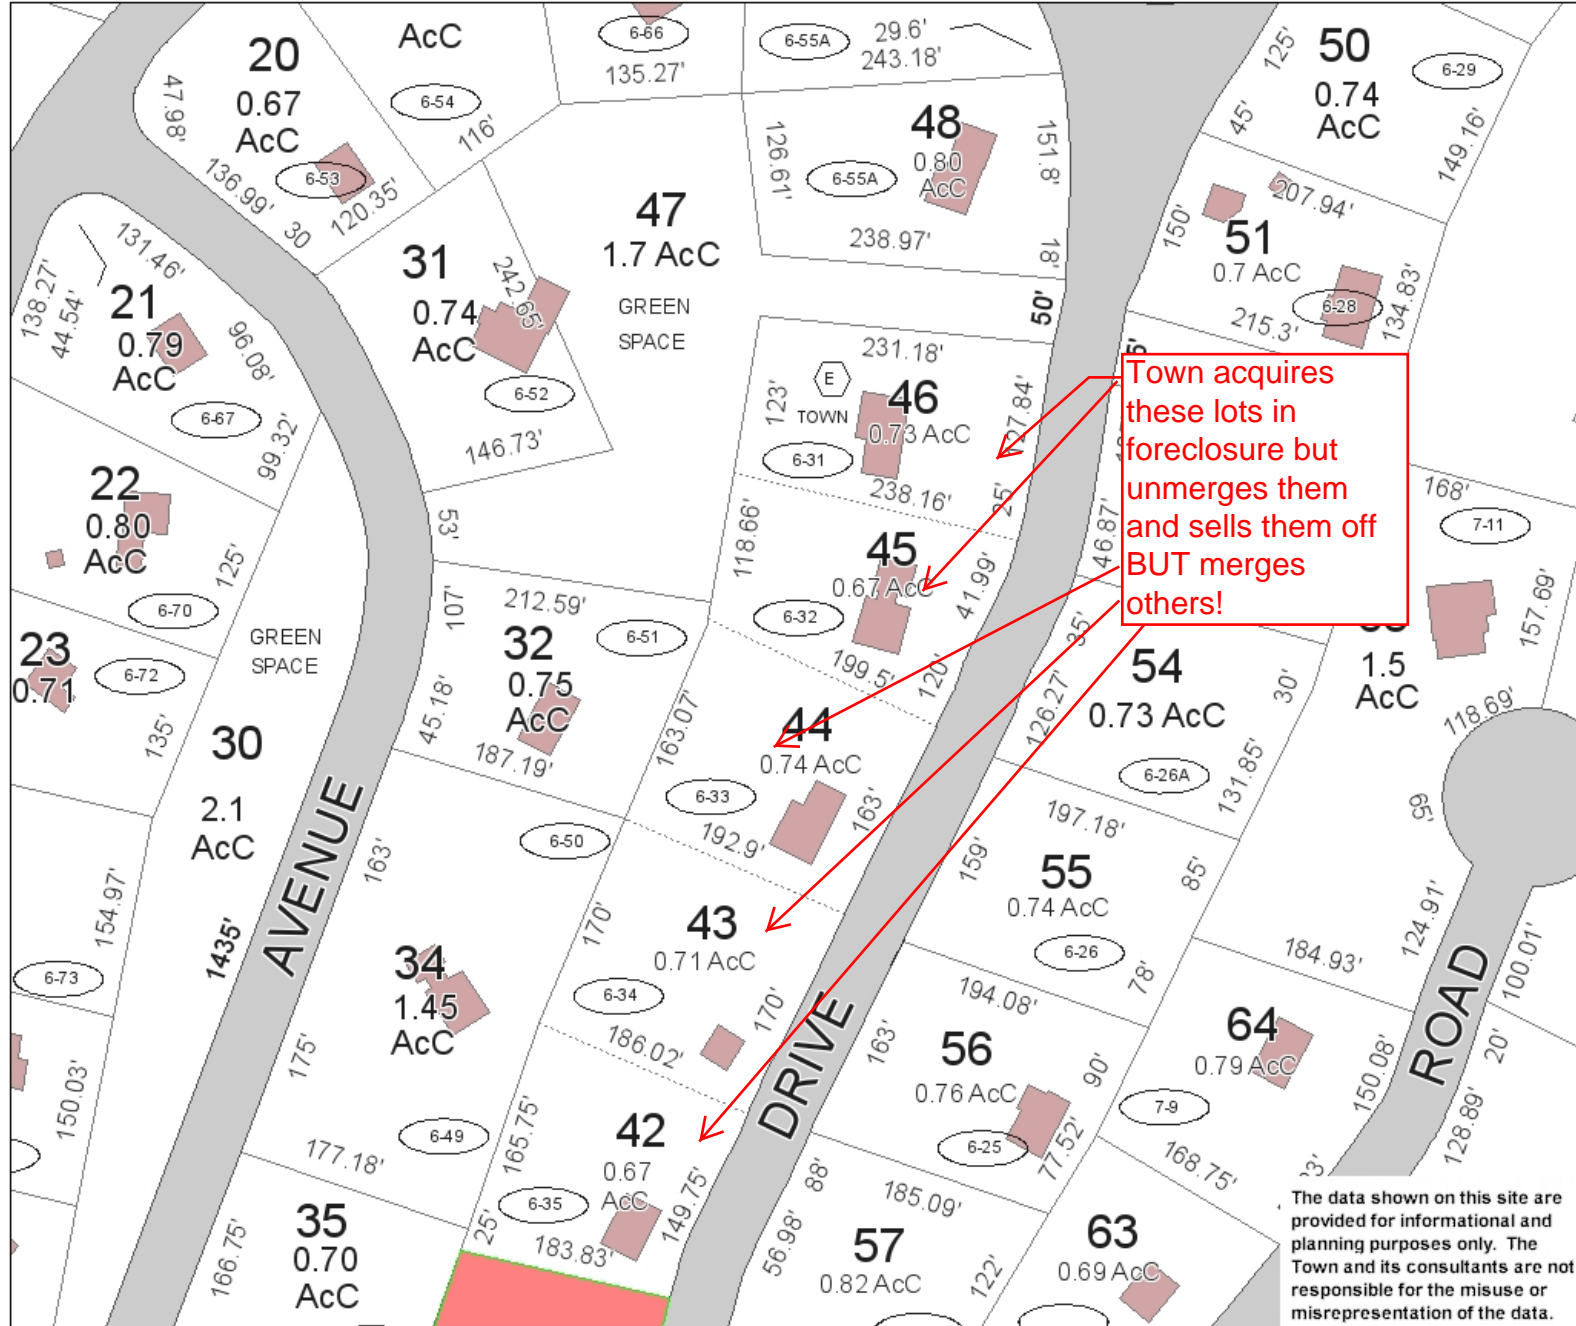 20
0.67
AcC
6-53
47.98'
136.99'
30
120.35'
AcC
6-54
116'
6-66
135.27'
6-55A
29.6'
243.18'
48
0.80
AcC
6-55A
126.61'
151.8'
238.97'
18'
50'
125'
50
0.74
AcC
6-29
45'
149.16'
207.94'
150'
51
0.7 AcC
6-28
215.3'
134.83'
131.46'
138.27'
44.54'
21
0.79
AcC
96.08'
6-67
99.32'
31
0.74
AcC
242.65'
6-52
146.73'
47
1.7 AcC
GREEN
SPACE
231.18'
E
TOWN
123'
46
0.73 AcC
127.84'
6-31
238.16'
25'
5'
Town acquires
these lots in
foreclosure but
unmerges them
and sells them off
BUT merges
others!
46.87'
168'
7-11
157.69'
1.5
AcC
118.69'
65'
22
0.80
AcC
125'
6-70
53'
107'
118.66'
45
0.67 AcC
41.99'
6-32
199.5'
120'
23
0.71
6-72
135'
GREEN
SPACE
30
2.1
AcC
212.59'
6-51
32
0.75
AcC
45.18'
187.19'
163.07'
44
0.74 AcC
6-33
192.9'
163'
35'
126.27'
54
0.73 AcC
30'
6-26A
131.85'
197.18'
159'
55
0.74 AcC
85'
6-26
AVENUE
1435'
163'
6-50
154.97'
6-73
150.03'
34
1.45
AcC
175'
6-49
177.18'
170'
43
0.71 AcC
6-34
170'
186.02'
DRIVE
194.08'
78'
163'
56
0.76 AcC
90'
6-25
77.52'
184.93'
124.91'
100.01'
ROAD
64
0.79 AcC
150.08'
20'
7-9
128.89'
168.75'
165.75'
42
0.67
AcC
6-35
149.75'
25'
183.83'
35
0.70
AcC
166.75'
88'
185.09'
56.98'
57
0.82 AcC
122'
63
0.69 AcC
The data shown on this site are
provided for informational and
planning purposes only. The
Town and its consultants are not
responsible for the misuse or
misrepresentation of the data.